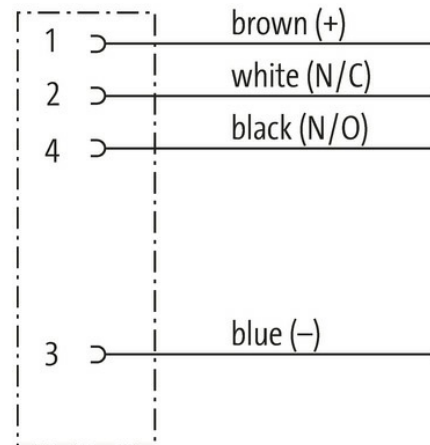 1 brown (+)
2 white (N/C)
4 black (N/O)
3 blue (–)